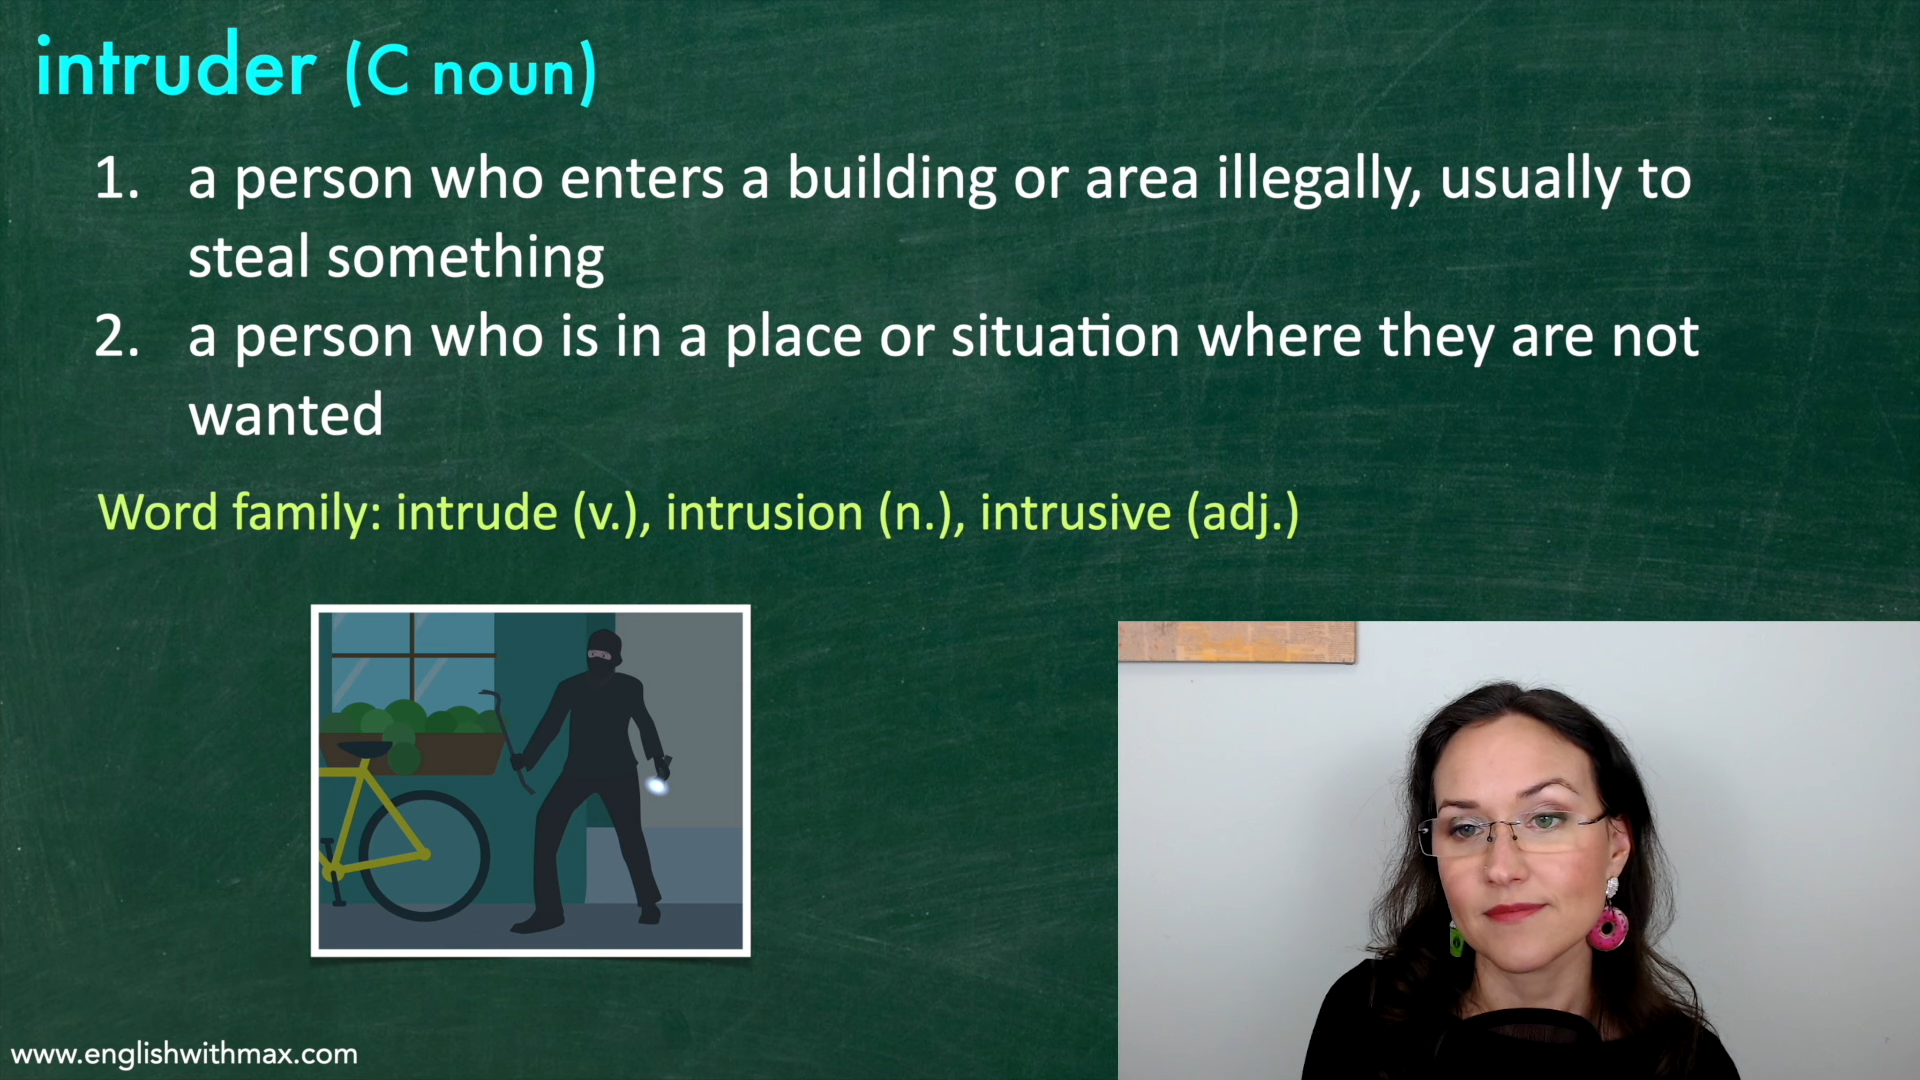 intruder (C noun)
1. a person who enters a building or area illegally, usually to
steal something
2. a person who is in a place or situation where they are not
wanted
Word family: intrude (v.), intrusion (n.), intrusive (adj.)
www.englishwithmax.com